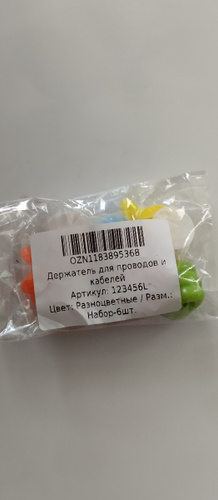 OZN1183895368
Держатель для проводов и
кабелей
Артикул: 123456L
Цвет: Разноцветные / Разм.:
Набор-6шт.